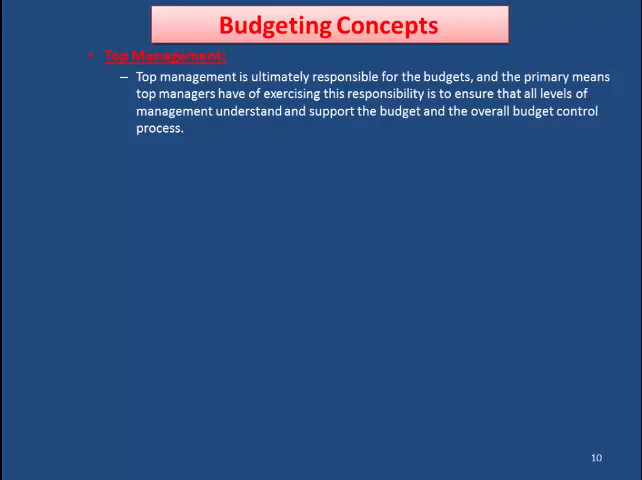 Budgeting Concepts
• Top Management:
– Top management is ultimately responsible for the budgets, and the primary means
top managers have of exercising this responsibility is to ensure that all levels of
management understand and support the budget and the overall budget control
process.
10